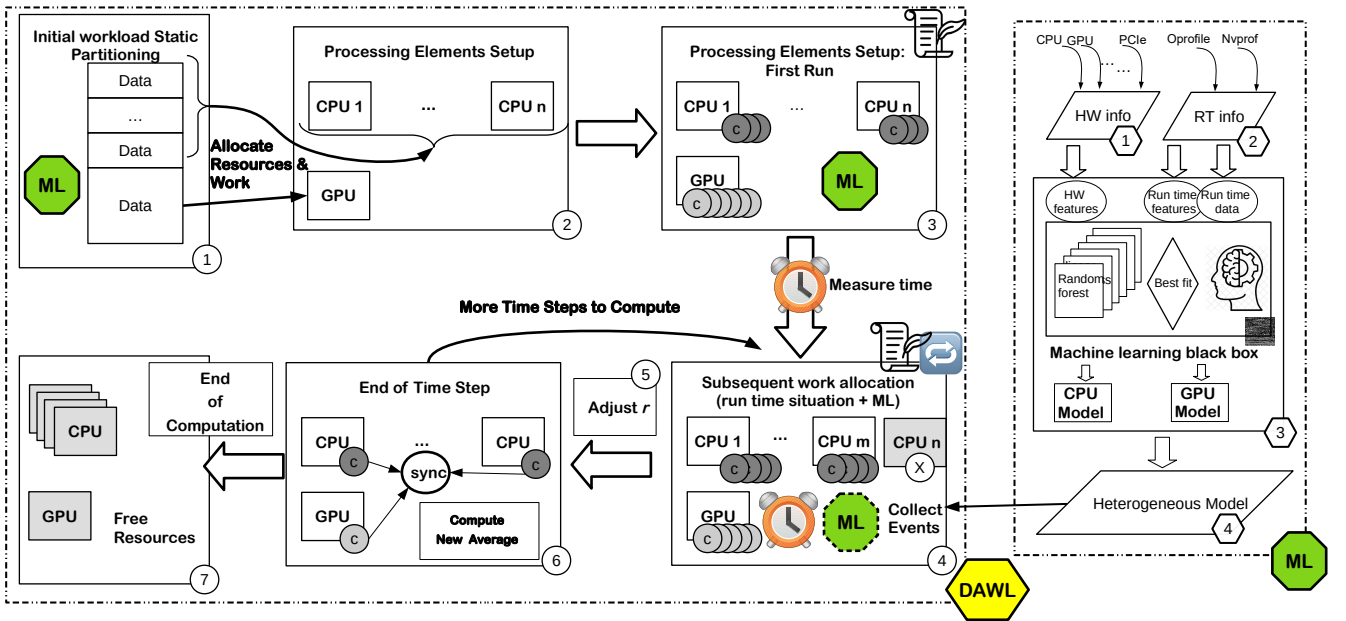 Initial workload Static
Partitioning
Data
...
Data
Data
ML
Allocate
Resources &
Work
1
Processing Elements Setup
CPU 1
...
CPU n
GPU
2
Processing Elements Setup:
First Run
CPU 1
...
CPU n
c
c
GPU
c
ML
3
Measure time
More Time Steps to Compute
Subsequent work allocation
(run time situation + ML)
CPU 1
...
CPU m
CPU n
c
c
X
GPU
c
ML
Collect
Events
4
5
Adjust r
End of Time Step
CPU
...
CPU
c
c
sync
GPU
c
Compute
New Average
6
End
of
Computation
CPU
GPU
Free
Resources
7
DAWL
CPU
GPU
PCIe
...
...
Oprofile
Nvprof
HW info
1
RT info
2
HW
features
Run time
features
Run time
data
Randoms
forest
Best fit
Machine learning black box
CPU
Model
GPU
Model
3
Heterogeneous Model
4
ML